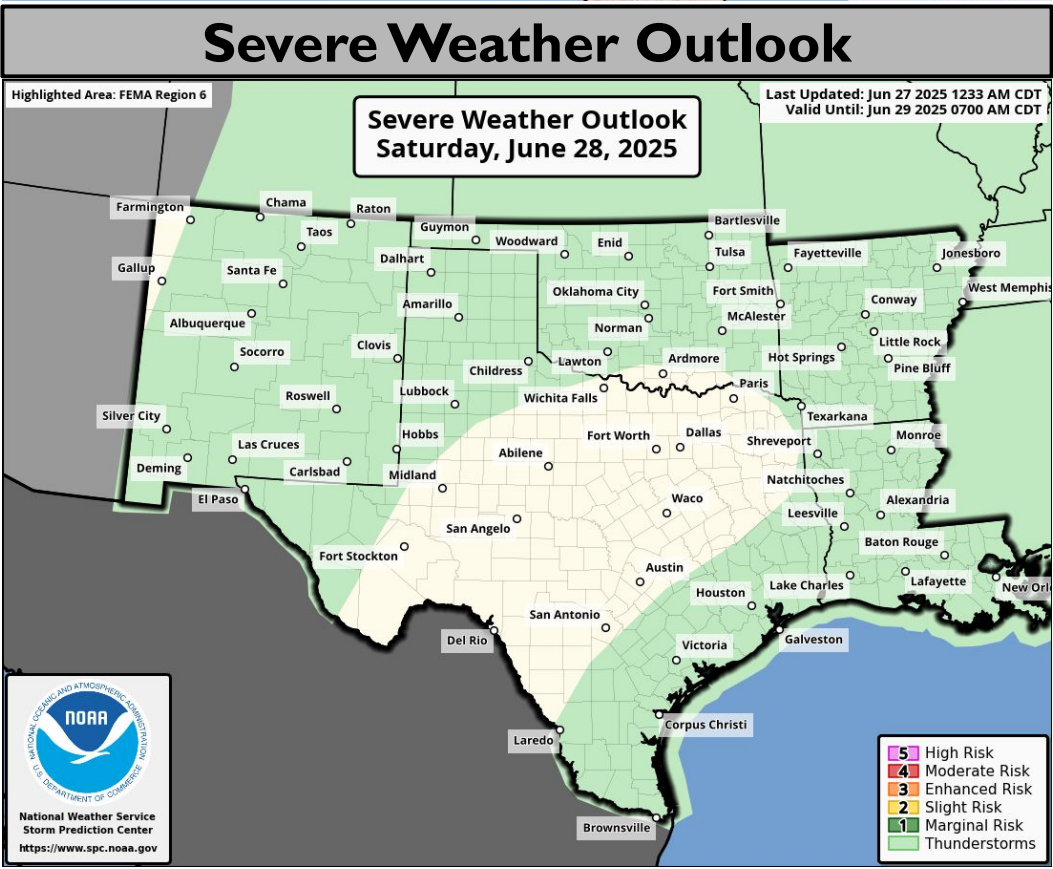 Severe Weather Outlook
Highlighted Area: FEMA Region 6
Last Updated: Jun 27 2025 1233 AM CDT
Valid Until: Jun 29 2025 0700 AM CDT
Severe Weather Outlook
Saturday, June 28, 2025
Farmington
Chama
Raton
Taos
Guymon
Bartlesville
Woodward
Enid
Gallup
Santa Fe
Dalhart
Tulsa
Fayetteville
Jonesboro
Oklahoma City
Fort Smith
West Memphis
Amarillo
Conway
Albuquerque
Norman
McAlester
Little Rock
Socorro
Clovis
Childress
Lawton
Ardmore
Hot Springs
Pine Bluff
Roswell
Lubbock
Wichita Falls
Paris
Texarkana
Silver City
Las Cruces
Hobbs
Fort Worth
Dallas
Shreveport
Monroe
Deming
Carlsbad
Midland
Abilene
Natchitoches
El Paso
Waco
Alexandria
San Angelo
Leesville
Fort Stockton
Baton Rouge
Austin
Houston
Lake Charles
Lafayette
New Orl
San Antonio
Del Rio
Victoria
Galveston
Laredo
Corpus Christi
Brownsville
NATIONAL OCEANIC AND ATMOSPHERIC ADMINISTRATION
NOAA
U.S. DEPARTMENT OF COMMERCE
National Weather Service
Storm Prediction Center
https://www.spc.noaa.gov
5 High Risk
4 Moderate Risk
3 Enhanced Risk
2 Slight Risk
1 Marginal Risk
Thunderstorms